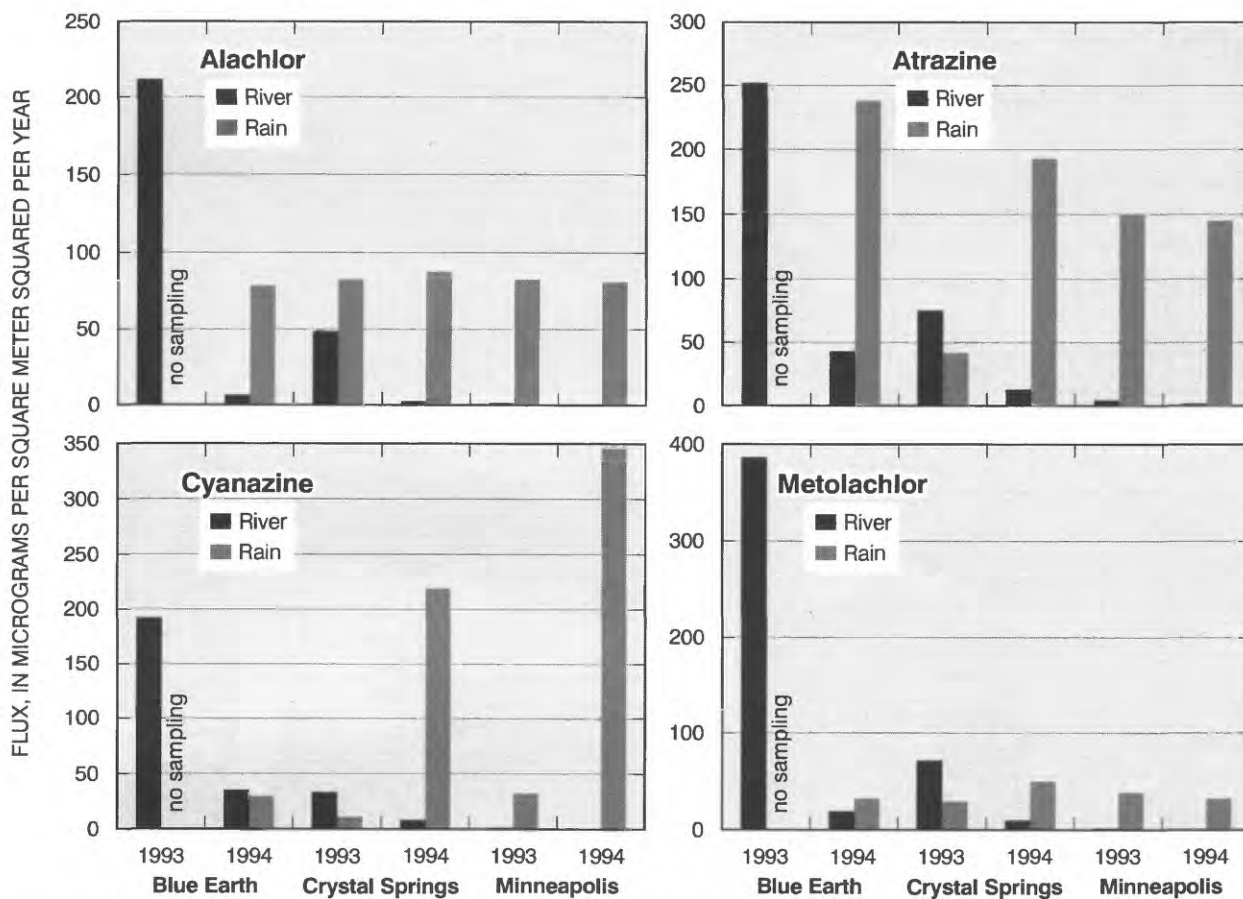 FLUX, IN MICROGRAMS PER SQUARE METER SQUARED PER YEAR
250
200
150
100
50
0
Alachlor
River
Rain
no sampling
300
250
200
150
100
50
0
Atrazine
River
Rain
no sampling
350
300
250
200
150
100
50
0
Cyanazine
River
Rain
no sampling
1993 1994 1993 1994 1993 1994
Blue Earth Crystal Springs Minneapolis
400
300
200
100
0
Metolachlor
River
Rain
no sampling
1993 1994 1993 1994 1993 1994
Blue Earth Crystal Springs Minneapolis